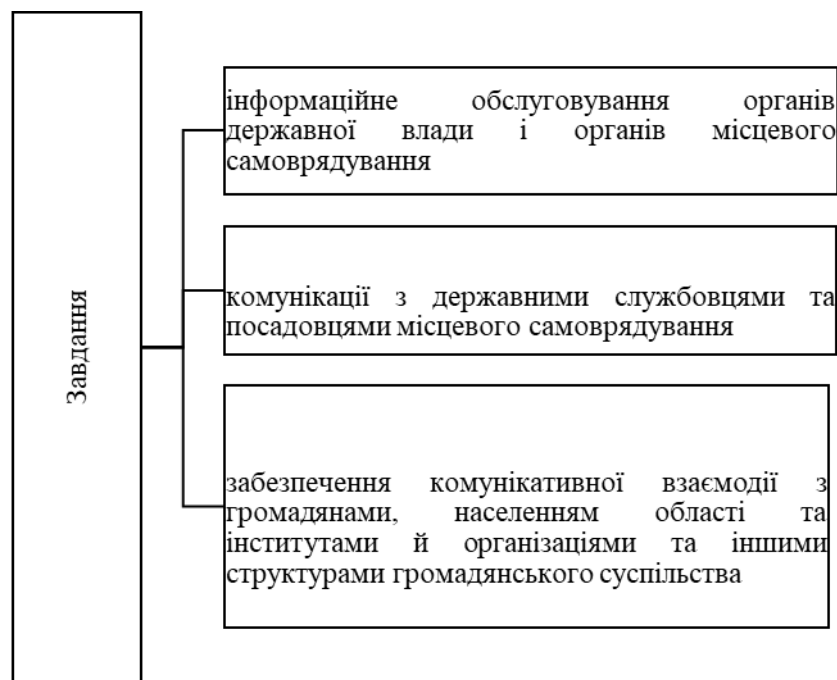 Завдання
інформаційне обслуговування органів
державної влади і органів місцевого
самоврядування
комунікації з державними службовцями та
посадовцями місцевого самоврядування
забезпечення комунікативної взаємодії з
громадянами, населенням області та
інститутами й організаціями та іншими
структурами громадянського суспільства